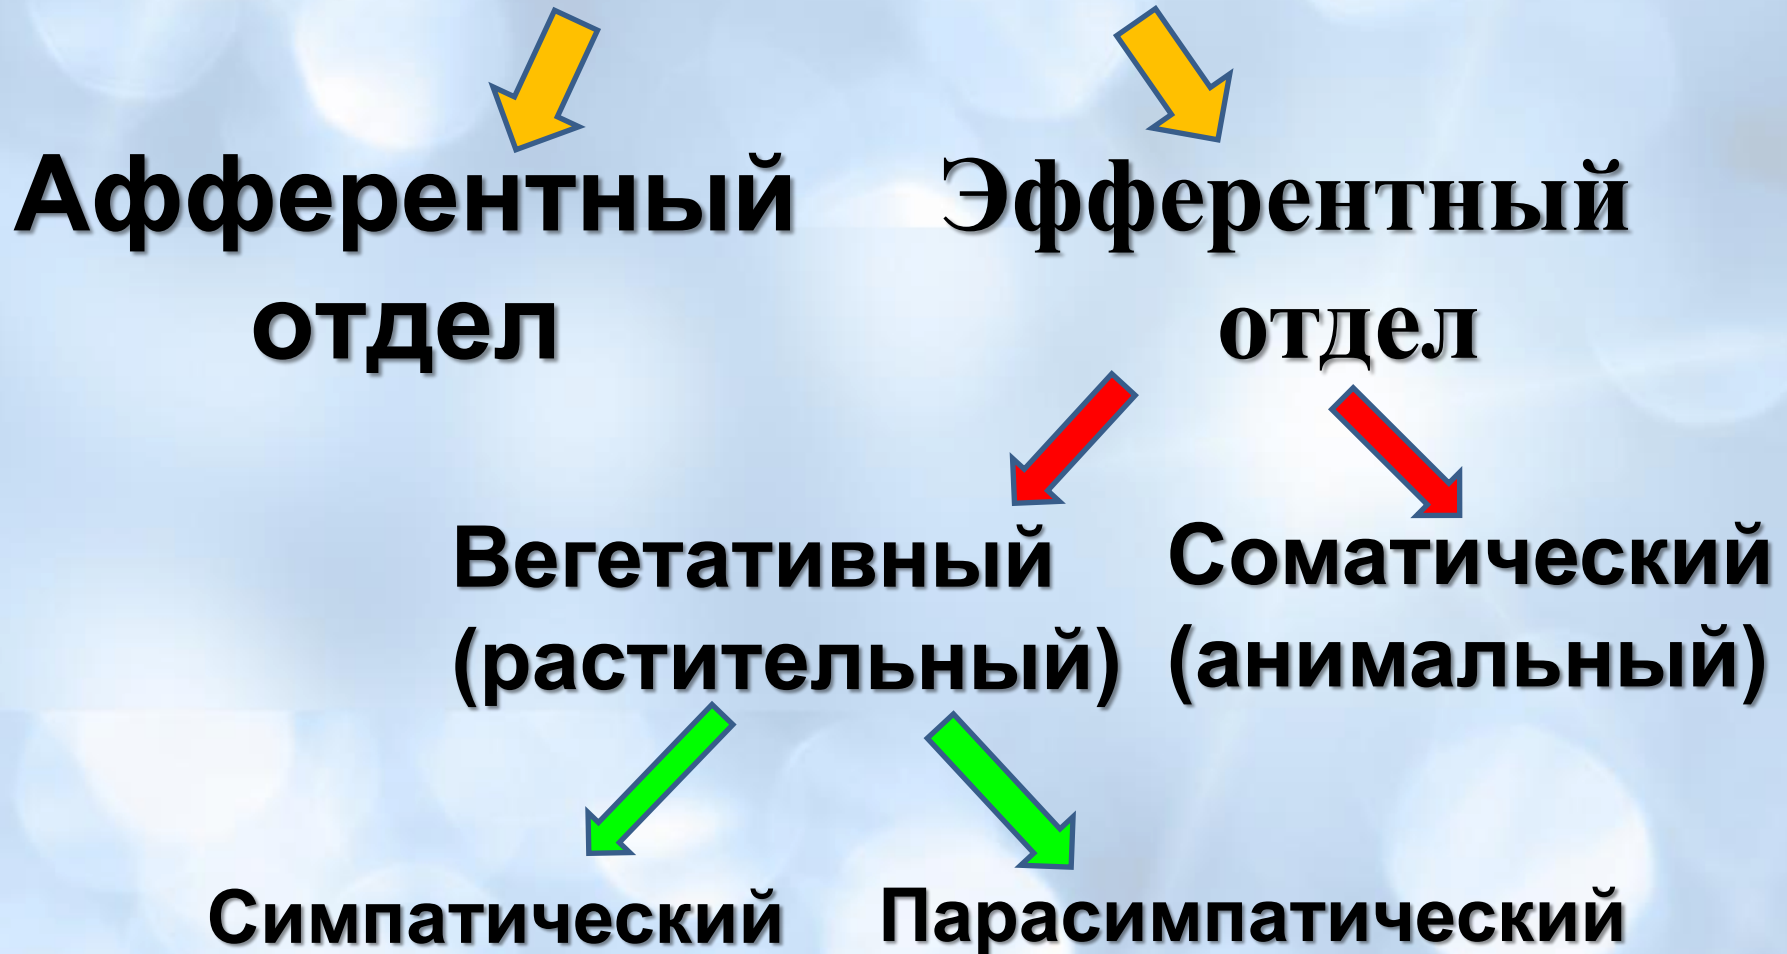 Афферентный
отдел
Эфферентный
отдел
Вегетативный
(растительный)
Соматический
(анимальный)
Симпатический
Парасимпатический